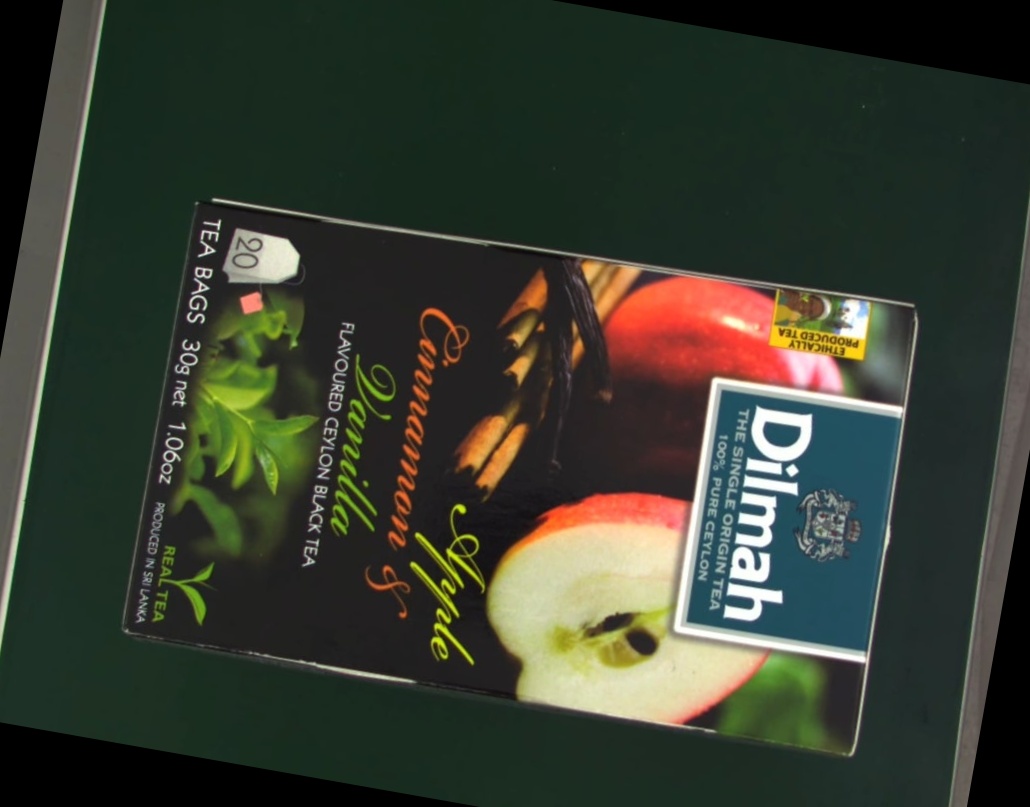 ETHICALLY
PRODUCED TEA
Dilmah
THE SINGLE ORIGIN TEA
100% PURE CEYLON
Apple
Cinnamon &
Vanilla
FLAVOURED CEYLON BLACK TEA
20
TEA BAGS 30g net 1.06oz
REAL TEA
PRODUCED IN SRI LANKA